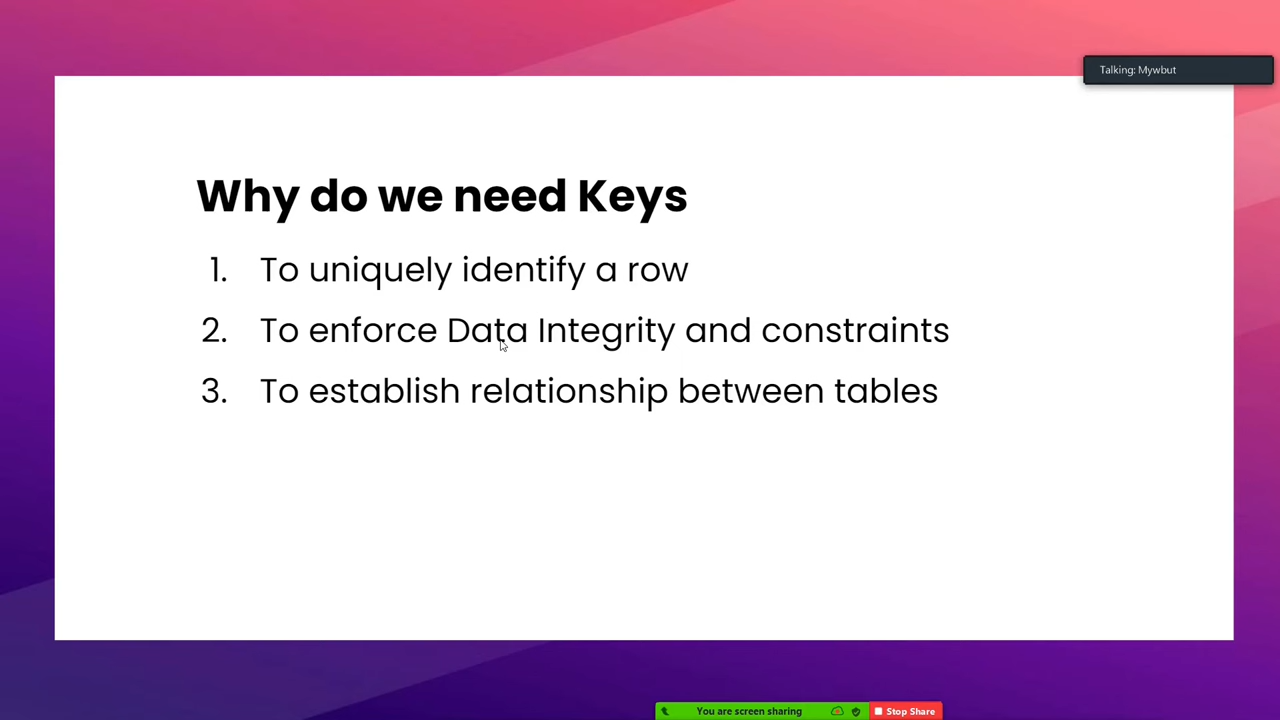 Talking: Mywbut
Why do we need Keys
1. To uniquely identify a row
2. To enforce Data Integrity and constraints
3. To establish relationship between tables
You are screen sharing
Stop Share